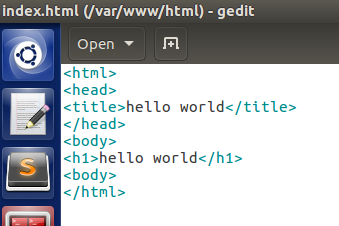 index.html (/var/www/html) - gedit
Open
<html>
<head>
<title>hello world</title>
</head>
<body>
<h1>hello world</h1>
<body>
</html>